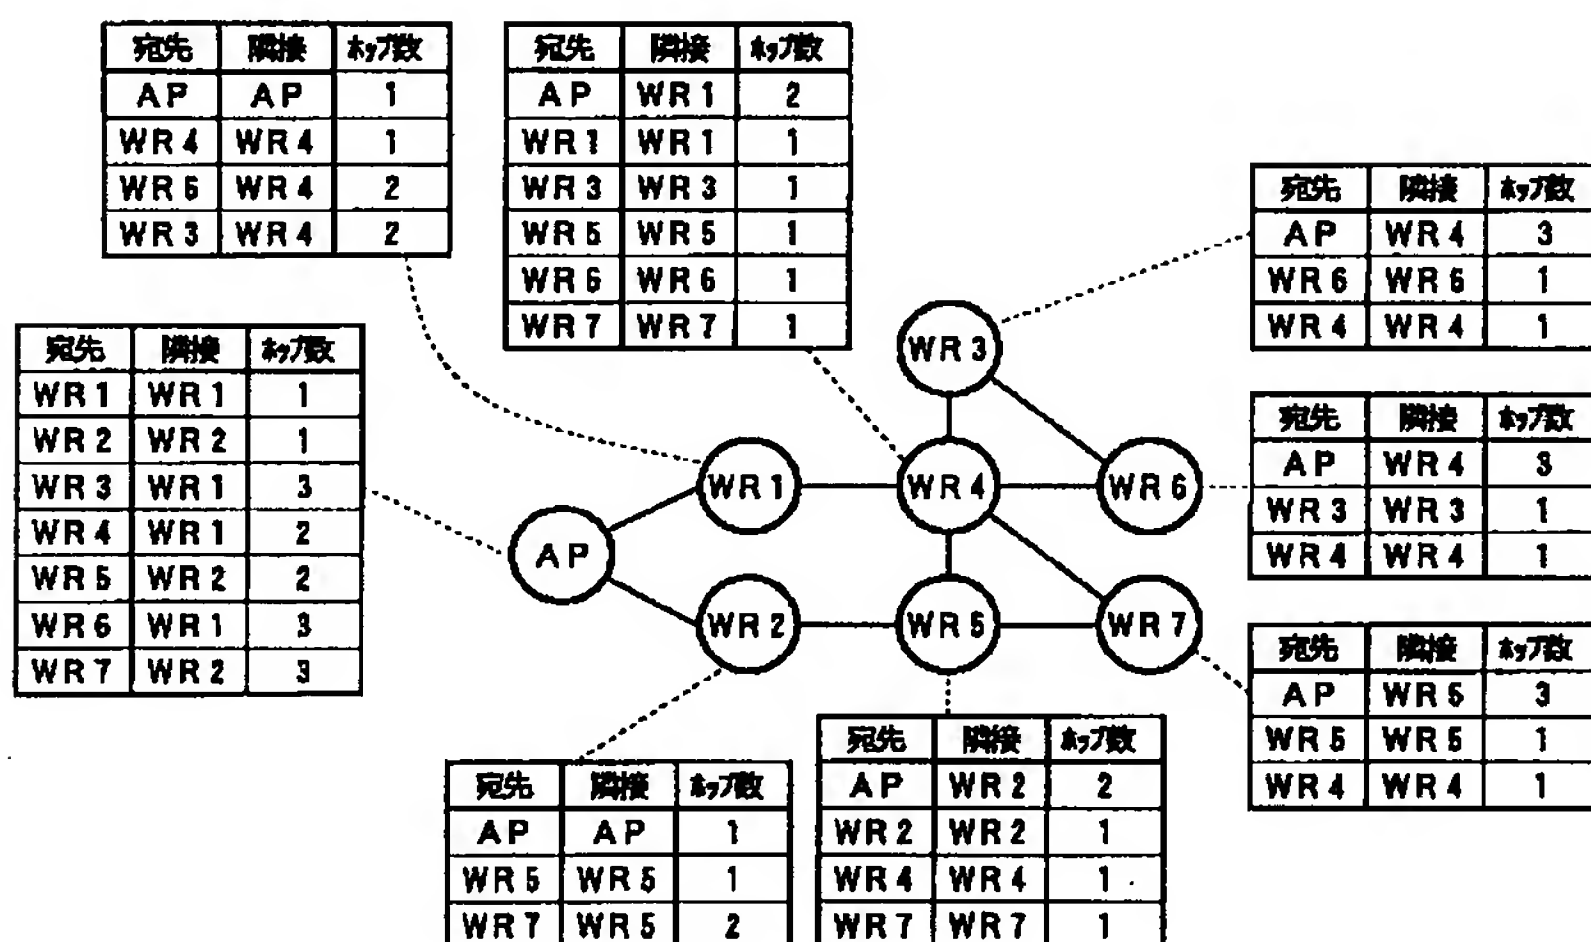 宛先 隣接 ホップ数
AP AP 1
WR4 WR4 1
WR6 WR4 2
WR3 WR4 2
宛先 隣接 ホップ数
AP WR1 2
WR1 WR1 1
WR3 WR3 1
WR5 WR5 1
WR6 WR6 1
WR7 WR7 1
宛先 隣接 ホップ数
AP WR4 3
WR6 WR6 1
WR4 WR4 1
宛先 隣接 ホップ数
WR1 WR1 1
WR2 WR2 1
WR3 WR1 3
WR4 WR1 2
WR5 WR2 2
WR6 WR1 3
WR7 WR2 3
WR3
WR1
WR4
WR6
AP
WR2
WR5
WR7
宛先 隣接 ホップ数
AP WR4 3
WR3 WR3 1
WR4 WR4 1
宛先 隣接 ホップ数
AP WR5 3
WR5 WR5 1
WR4 WR4 1
宛先 隣接 ホップ数
AP AP 1
WR5 WR5 1
WR7 WR5 2
宛先 隣接 ホップ数
AP WR2 2
WR2 WR2 1
WR4 WR4 1
WR7 WR7 1